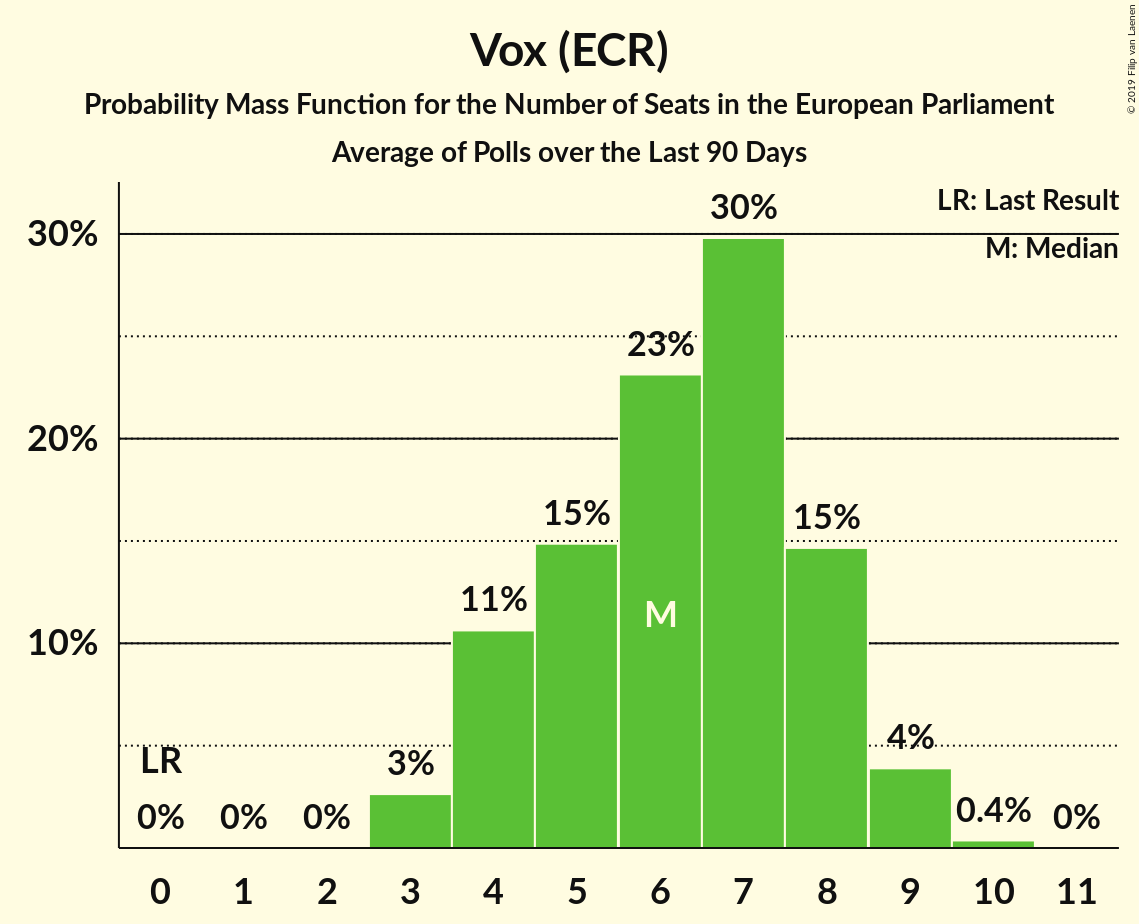 Vox (ECR)
Probability Mass Function for the Number of Seats in the European Parliament
Average of Polls over the Last 90 Days
© 2019 Filip van Laenen
LR: Last Result
M: Median
30%
20%
10%
LR
0%
0%
0%
3%
11%
15%
23%
M
30%
15%
4%
0.4%
0%
0 1 2 3 4 5 6 7 8 9 10 11